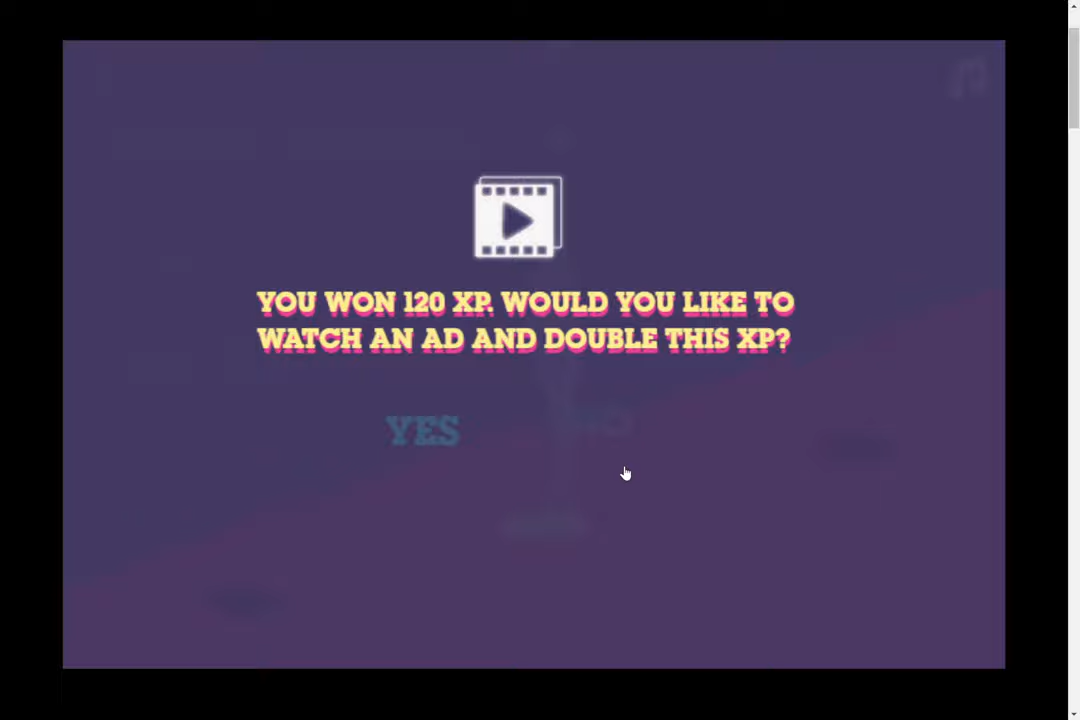 YOU WON 120 XP. WOULD YOU LIKE TO
WATCH AN AD AND DOUBLE THIS XP?
YES